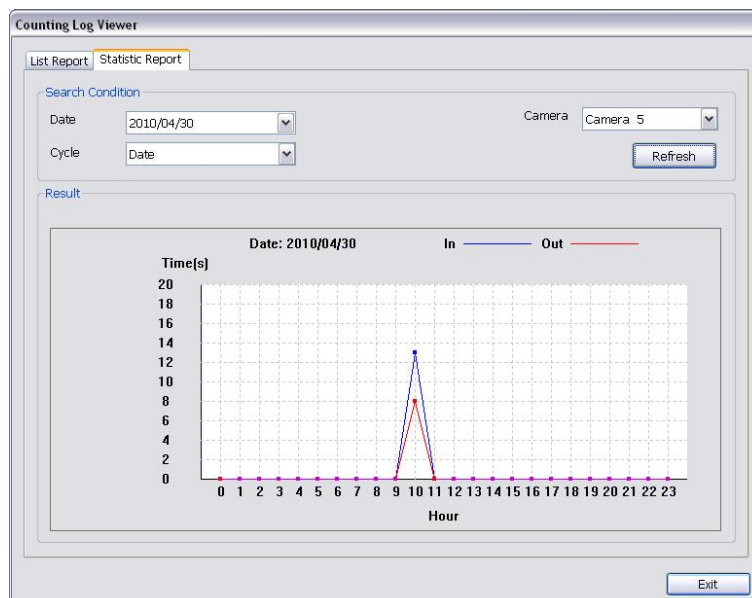 Counting Log Viewer
List Report Statistic Report
Search Condition
Date 2010/04/30 Camera Camera 5
Cycle Date Refresh
Result
Date: 2010/04/30 In Out
Time(s)
20
18
16
14
12
10
8
6
4
2
0
0 1 2 3 4 5 6 7 8 9 10 11 12 13 14 15 16 17 18 19 20 21 22 23
Hour
Exit